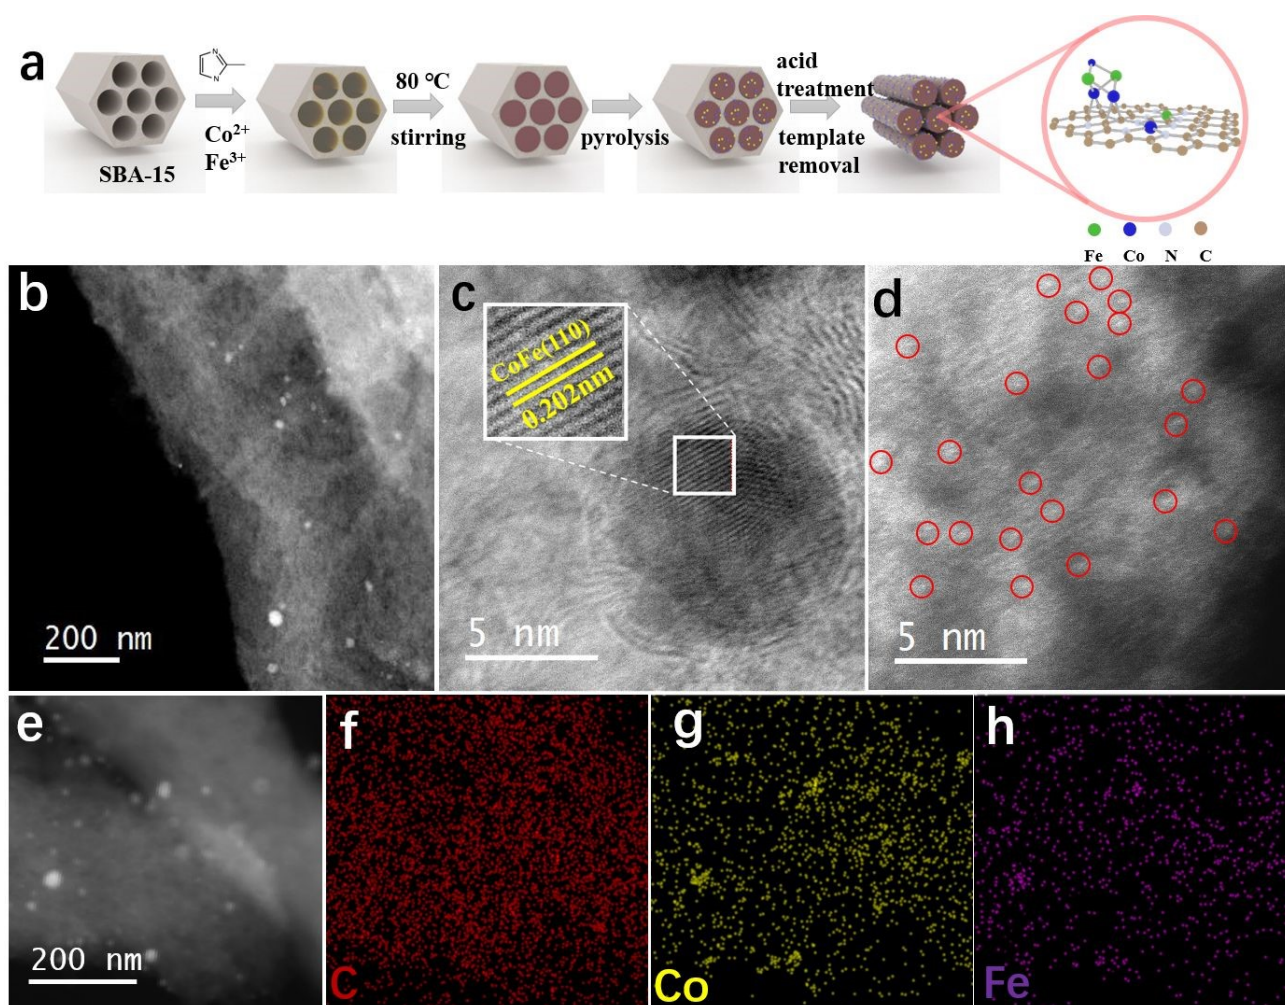 a
SBA-15
N
N
Co²⁺
Fe³⁺
80 ℃
stirring
pyrolysis
acid
treatment
template
removal
Fe Co N C
b
200 nm
c
CoFe(110)
0.202nm
5 nm
d
5 nm
e
200 nm
f
C
g
Co
h
Fe